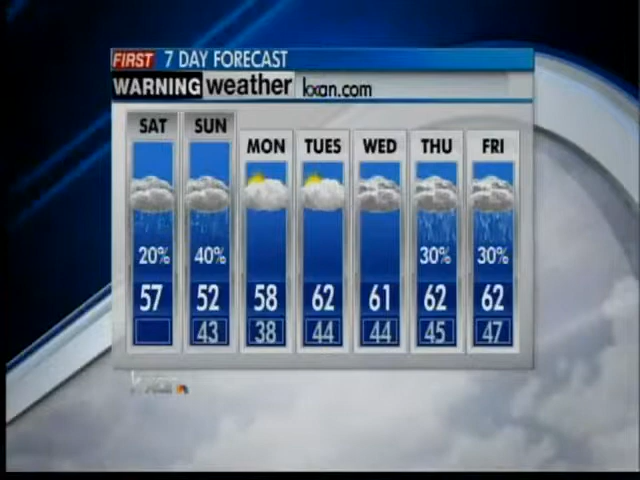 FIRST 7 DAY FORECAST
WARNING weather kxan.com
SAT SUN MON TUES WED THU FRI
20% 40% 30% 30%
57 52 58 62 61 62 62
43 38 44 44 45 47
kxan